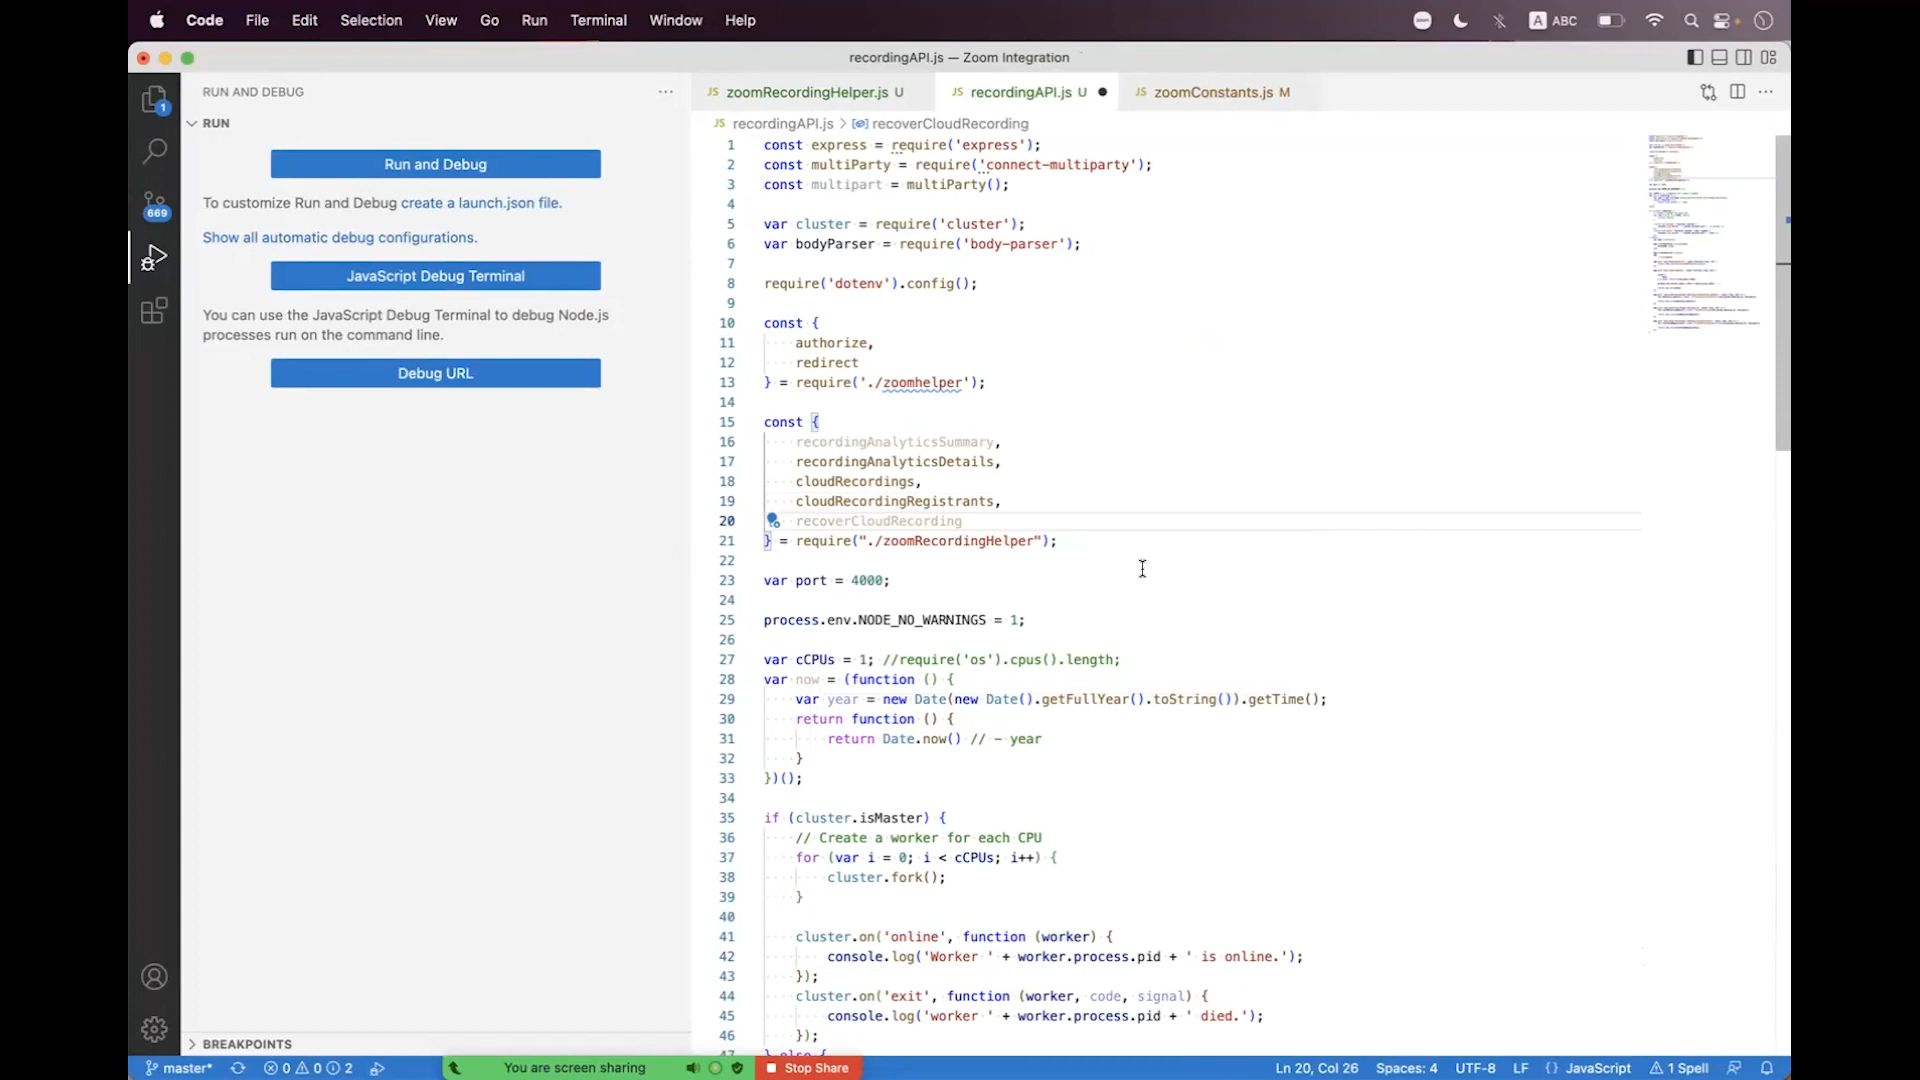 Code File Edit Selection View Go Run Terminal Window Help A ABC
recordingAPI.js — Zoom Integration
RUN AND DEBUG ···
RUN
Run and Debug
To customize Run and Debug create a launch.json file.
Show all automatic debug configurations.
JavaScript Debug Terminal
You can use the JavaScript Debug Terminal to debug Node.js
processes run on the command line.
Debug URL
1
669
BREAKPOINTS
JS zoomRecordingHelper.js U JS recordingAPI.js U ● JS zoomConstants.js M
JS recordingAPI.js > recoverCloudRecording
1 const express = require('express');
2 const multiParty = require('connect-multiparty');
3 const multipart = multiParty();
4
5 var cluster = require('cluster');
6 var bodyParser = require('body-parser');
7
8 require('dotenv').config();
9
10 const {
11 authorize,
12 redirect
13 } = require('./zoomhelper');
14
15 const {
16 recordingAnalyticsSummary,
17 recordingAnalyticsDetails,
18 cloudRecordings,
19 cloudRecordingRegistrants,
20 recoverCloudRecording
21 } = require("./zoomRecordingHelper");
22
23 var port = 4000;
24
25 process.env.NODE_NO_WARNINGS = 1;
26
27 var cCPUs = 1; //require('os').cpus().length;
28 var now = (function () {
29 var year = new Date(new Date().getFullYear().toString()).getTime();
30 return function () {
31 return Date.now() // - year
32 }
33 })();
34
35 if (cluster.isMaster) {
36 // Create a worker for each CPU
37 for (var i = 0; i < cCPUs; i++) {
38 cluster.fork();
39 }
40
41 cluster.on('online', function (worker) {
42 console.log('Worker ' + worker.process.pid + ' is online.');
43 });
44 cluster.on('exit', function (worker, code, signal) {
45 console.log('worker ' + worker.process.pid + ' died.');
46 });
47 } else {
master* 0 0 2 You are screen sharing Stop Share Ln 20, Col 26 Spaces: 4 UTF-8 LF {} JavaScript 1 Spell